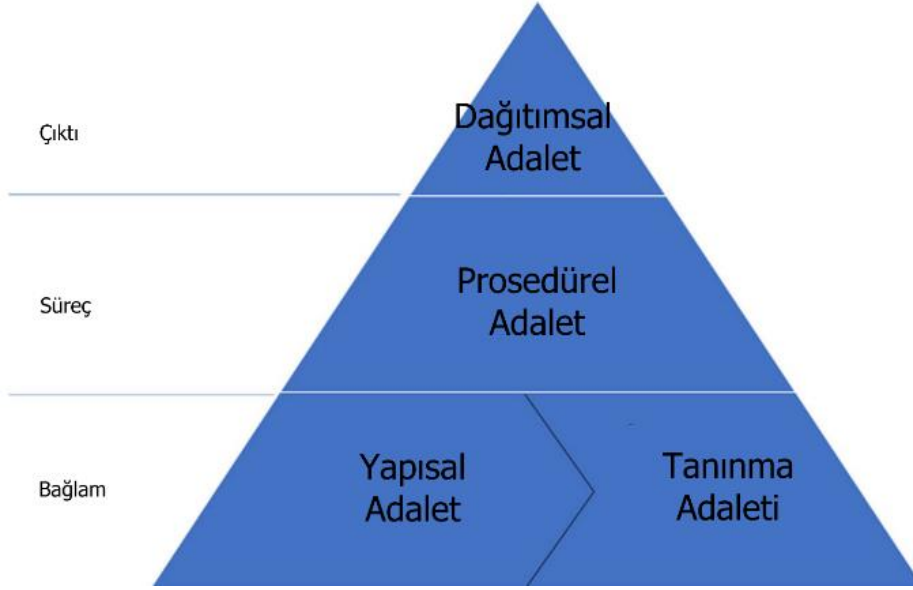 Çıktı
Dağıtımsal
Adalet
Süreç
Prosedürel
Adalet
Bağlam
Yapısal
Adalet
Tanınma
Adaleti